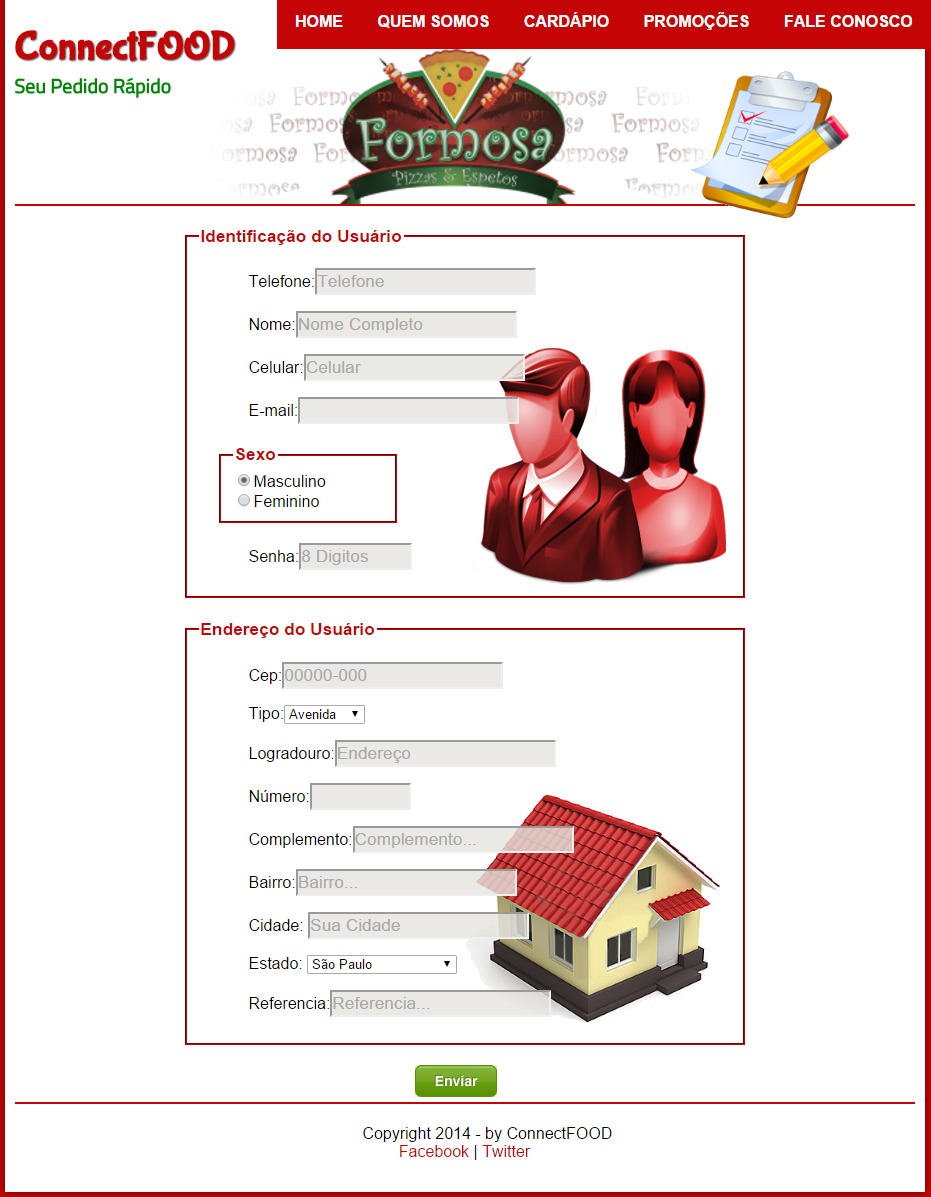 HOME QUEM SOMOS CARDÁPIO PROMOÇÕES FALE CONOSCO
ConnectFOOD
Seu Pedido Rápido
Formosa
Pizzas & Espetos
Identificação do Usuário
Telefone: Telefone
Nome: Nome Completo
Celular: Celular
E-mail:
Sexo
Masculino
Feminino
Senha: 8 Digitos
Endereço do Usuário
Cep: 00000-000
Tipo: Avenida
Logradouro: Endereço
Número:
Complemento: Complemento...
Bairro: Bairro...
Cidade: Sua Cidade
Estado: São Paulo
Referencia: Referencia...
Enviar
Copyright 2014 - by ConnectFOOD
Facebook | Twitter